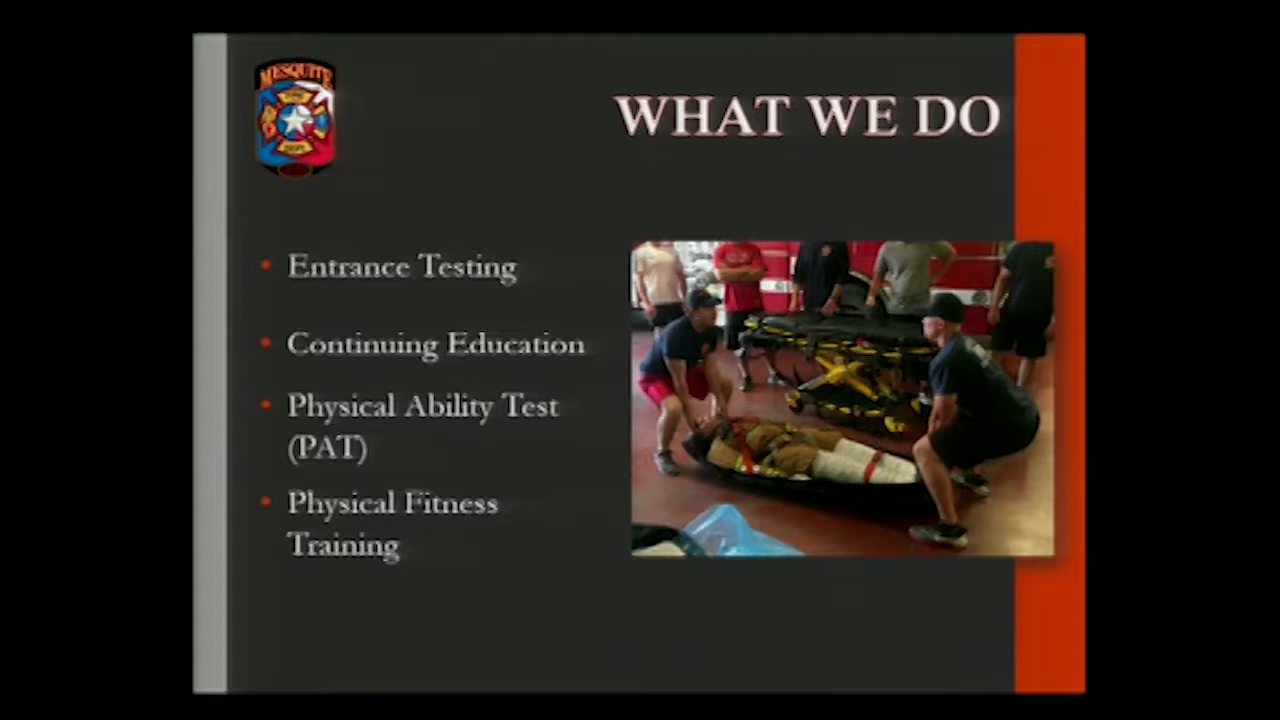 MESQUITE
WHAT WE DO
• Entrance Testing
• Continuing Education
• Physical Ability Test
(PAT)
• Physical Fitness
Training